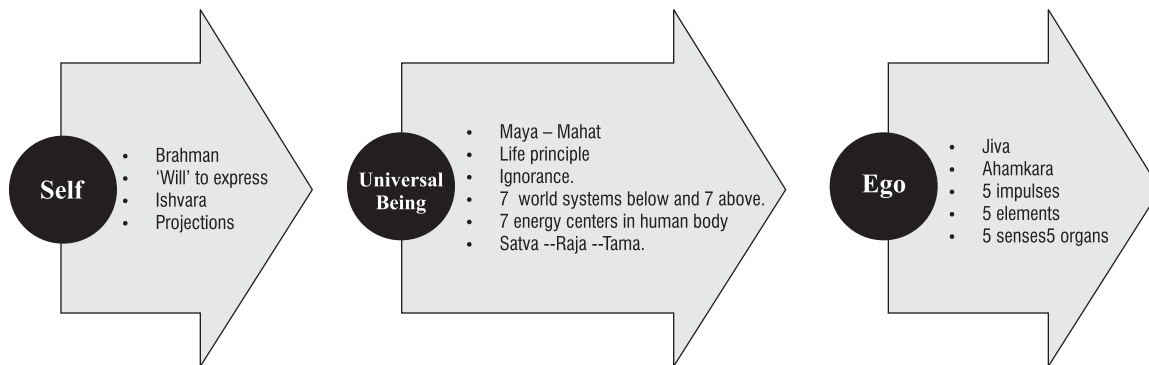 Self
• Brahman
• ‘Will’ to express
• Ishvara
• Projections
Universal
Being
• Maya – Mahat
• Life principle
• Ignorance.
• 7 world systems below and 7 above.
• 7 energy centers in human body
• Satva --Raja --Tama.
Ego
• Jiva
• Ahamkara
• 5 impulses
• 5 elements
• 5 senses5 organs